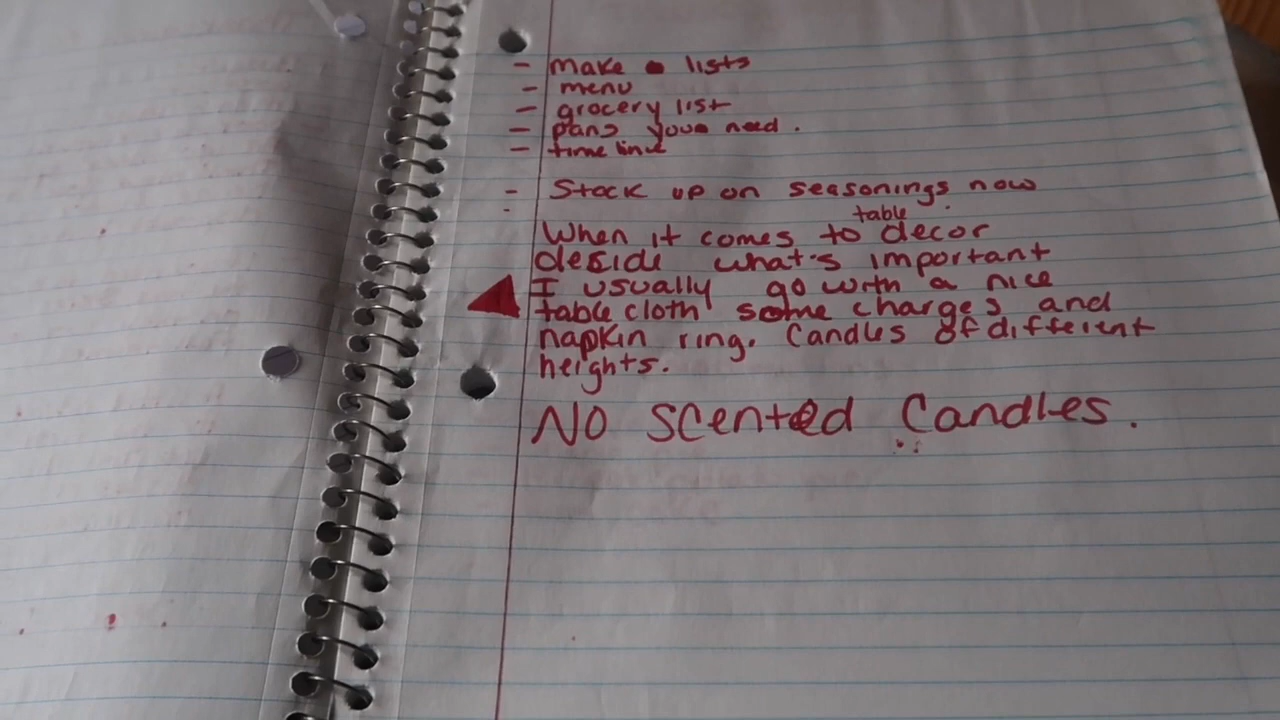 - make lists
- menu
- grocery list
- pans you need.
- time line
- Stock up on seasonings now.
table
When it comes to decor
deside what's important
I usually go with a nice
table cloth some charges and
napkin ring. Candles of different
heights.
No Scented Candles.